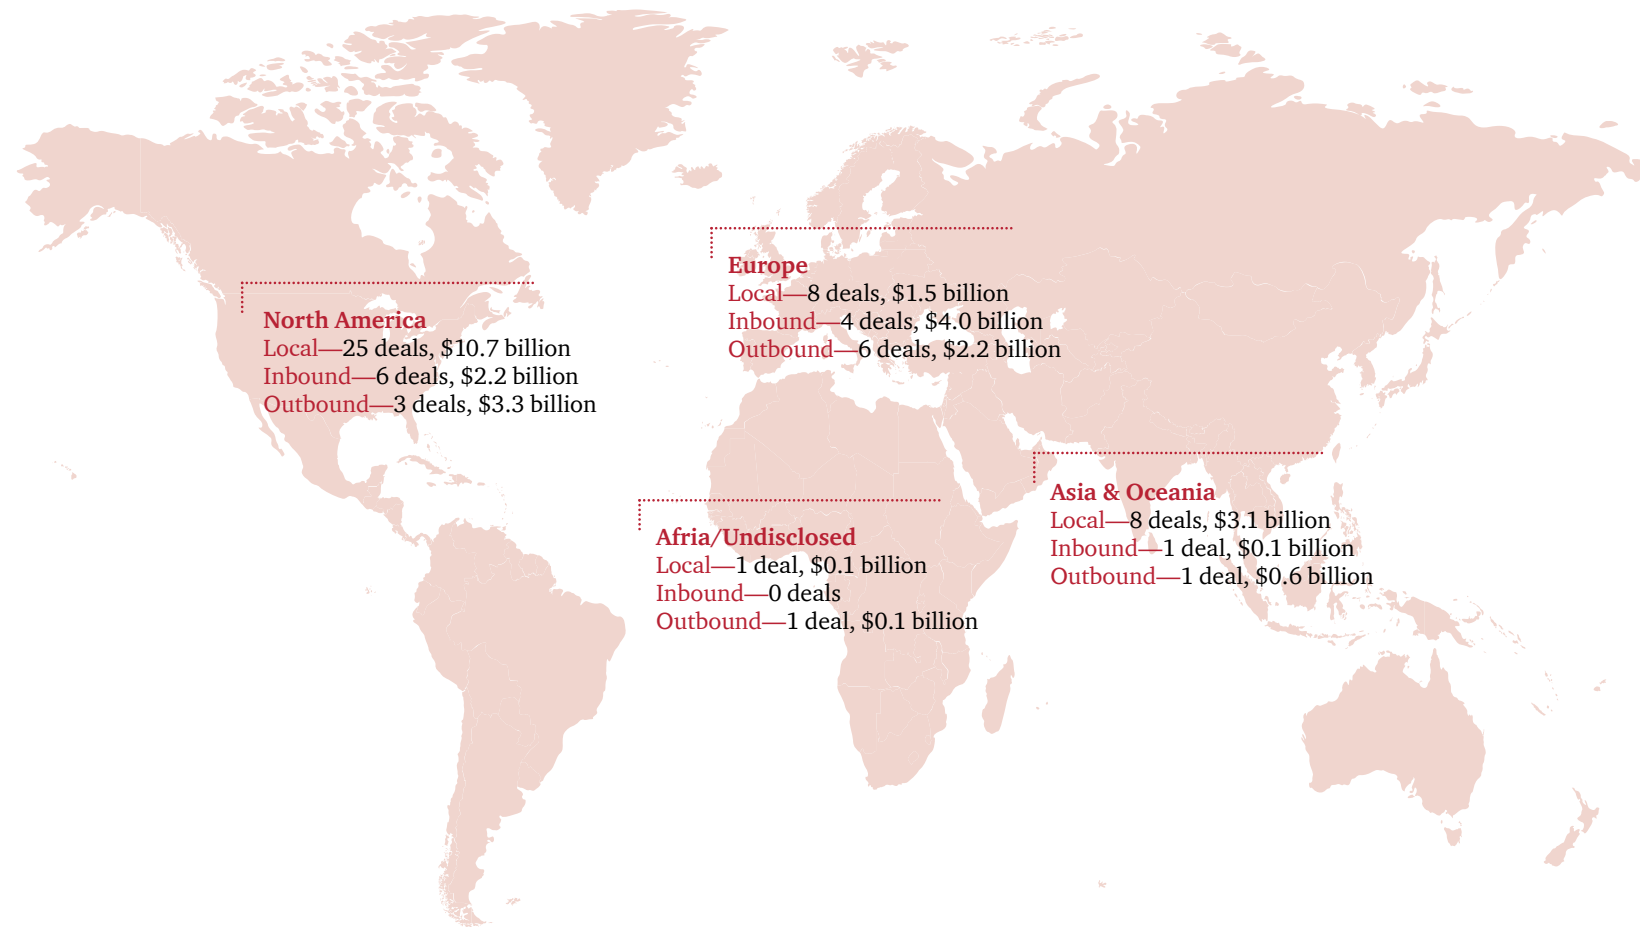 Europe
Local—8 deals, $1.5 billion
Inbound—4 deals, $4.0 billion
Outbound—6 deals, $2.2 billion
North America
Local—25 deals, $10.7 billion
Inbound—6 deals, $2.2 billion
Outbound—3 deals, $3.3 billion
Asia & Oceania
Local—8 deals, $3.1 billion
Inbound—1 deal, $0.1 billion
Outbound—1 deal, $0.6 billion
Afria/Undisclosed
Local—1 deal, $0.1 billion
Inbound—0 deals
Outbound—1 deal, $0.1 billion